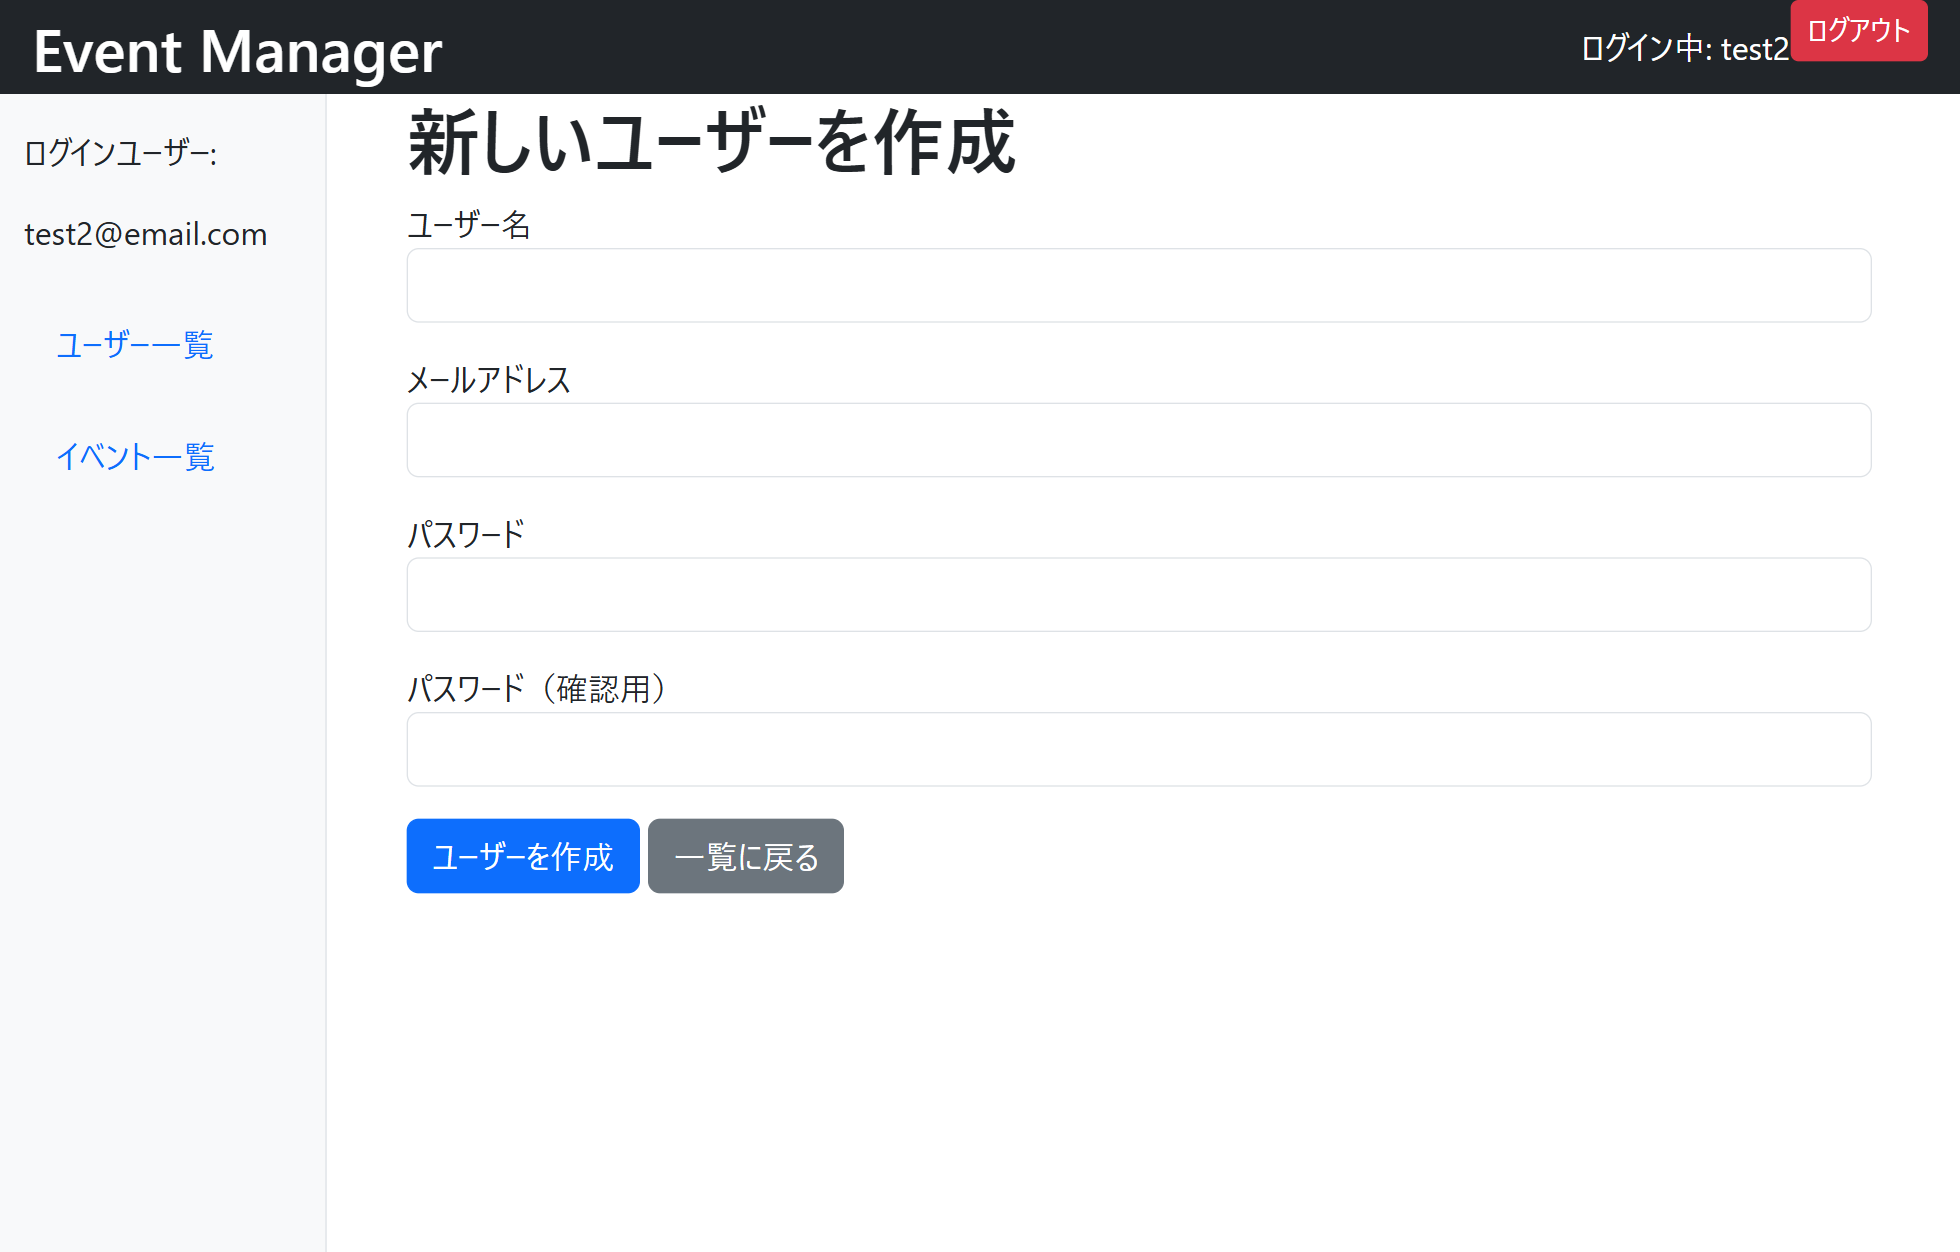 Event Manager
ログイン中: test2
ログアウト
ログインユーザー:
test2@email.com
ユーザー一覧
イベント一覧
新しいユーザーを作成
ユーザー名
メールアドレス
パスワード
パスワード（確認用）
ユーザーを作成
一覧に戻る